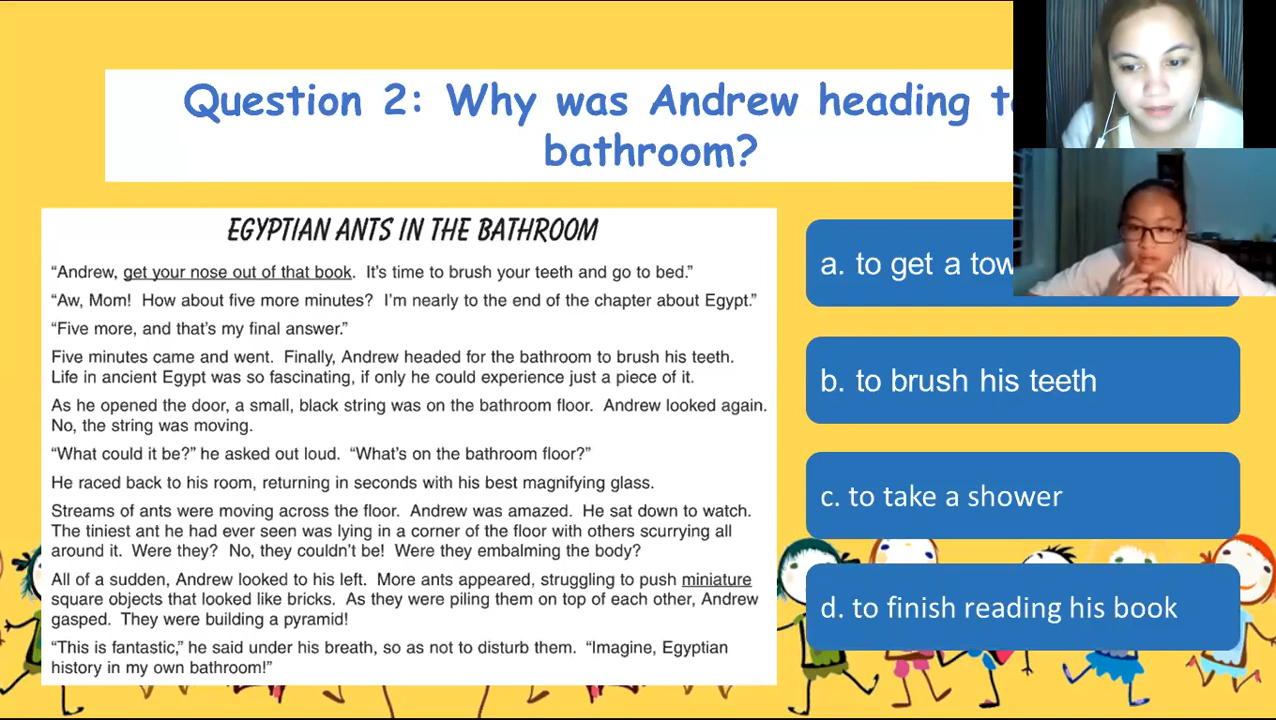 Question 2: Why was Andrew heading
bathroom?
EGYPTIAN ANTS IN THE BATHROOM
“Andrew, get your nose out of that book. It’s time to brush your teeth and go to bed.”
“Aw, Mom! How about five more minutes? I’m nearly to the end of the chapter about Egypt.”
“Five more, and that’s my final answer.”
Five minutes came and went. Finally, Andrew headed for the bathroom to brush his teeth.
Life in ancient Egypt was so fascinating, if only he could experience just a piece of it.
As he opened the door, a small, black string was on the bathroom floor. Andrew looked again.
No, the string was moving.
“What could it be?” he asked out loud. “What’s on the bathroom floor?”
He raced back to his room, returning in seconds with his best magnifying glass.
Streams of ants were moving across the floor. Andrew was amazed. He sat down to watch.
The tiniest ant he had ever seen was lying in a corner of the floor with others scurrying all
around it. Were they? No, they couldn’t be! Were they embalming the body?
All of a sudden, Andrew looked to his left. More ants appeared, struggling to push miniature
square objects that looked like bricks. As they were piling them on top of each other, Andrew
gasped. They were building a pyramid!
“This is fantastic,” he said under his breath, so as not to disturb them. “Imagine, Egyptian
history in my own bathroom!”
a. to get a
b. to brush his teeth
c. to take a shower
d. to finish reading his book